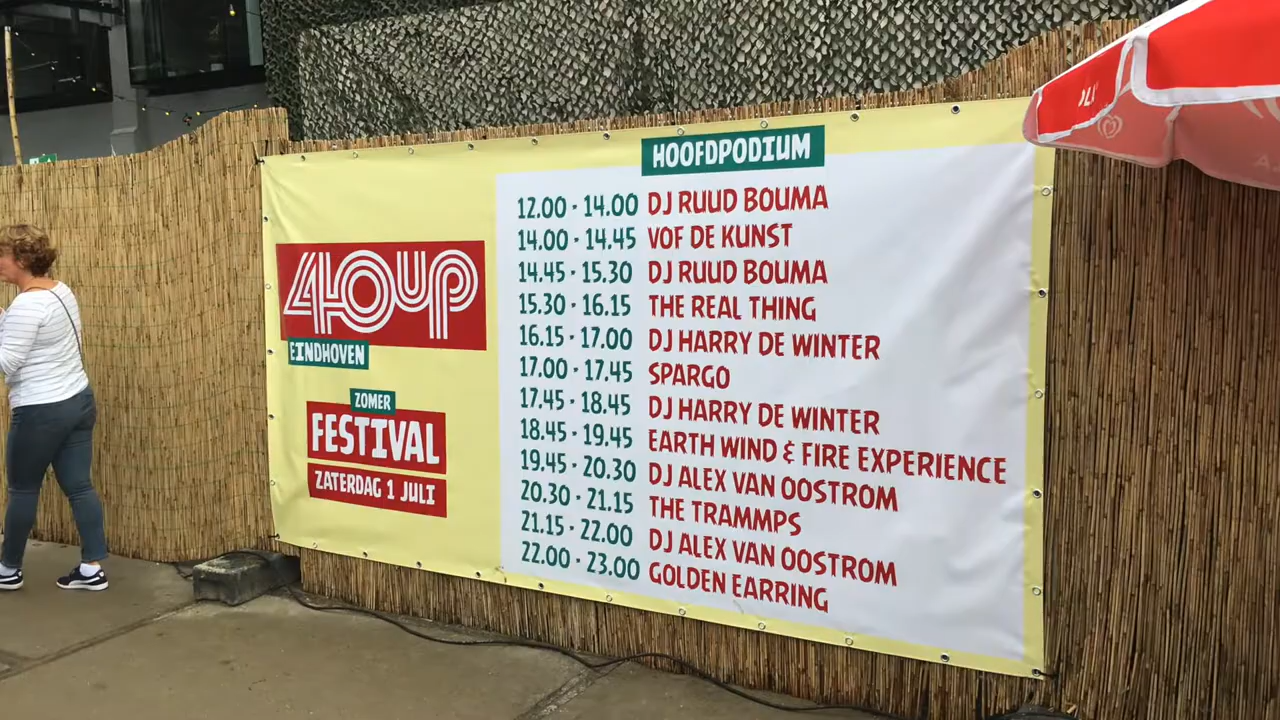 HOOFDPODIUM
12.00 - 14.00 DJ RUUD BOUMA
14.00 - 14.45 VOF DE KUNST
14.45 - 15.30 DJ RUUD BOUMA
15.30 - 16.15 THE REAL THING
16.15 - 17.00 DJ HARRY DE WINTER
17.00 - 17.45 SPARGO
17.45 - 18.45 DJ HARRY DE WINTER
18.45 - 19.45 EARTH WIND & FIRE EXPERIENCE
19.45 - 20.30 DJ ALEX VAN OOSTROM
20.30 - 21.15 THE TRAMMPS
21.15 - 22.00 DJ ALEX VAN OOSTROM
22.00 - 23.00 GOLDEN EARRING
40UP
EINDHOVEN
ZOMER
FESTIVAL
ZATERDAG 1 JULI